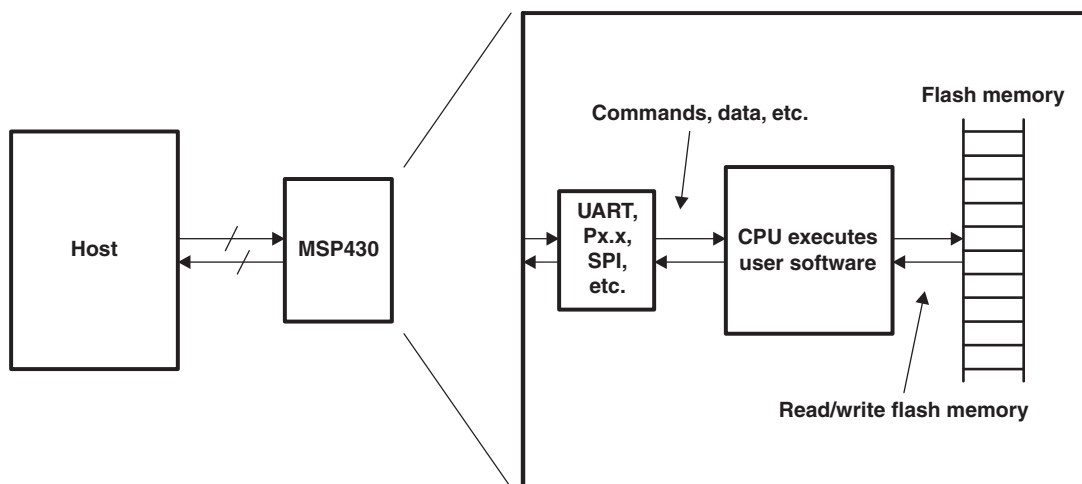 Host
MSP430
Commands, data, etc.
Flash memory
UART,
Px.x,
SPI,
etc.
CPU executes
user software
Read/write flash memory